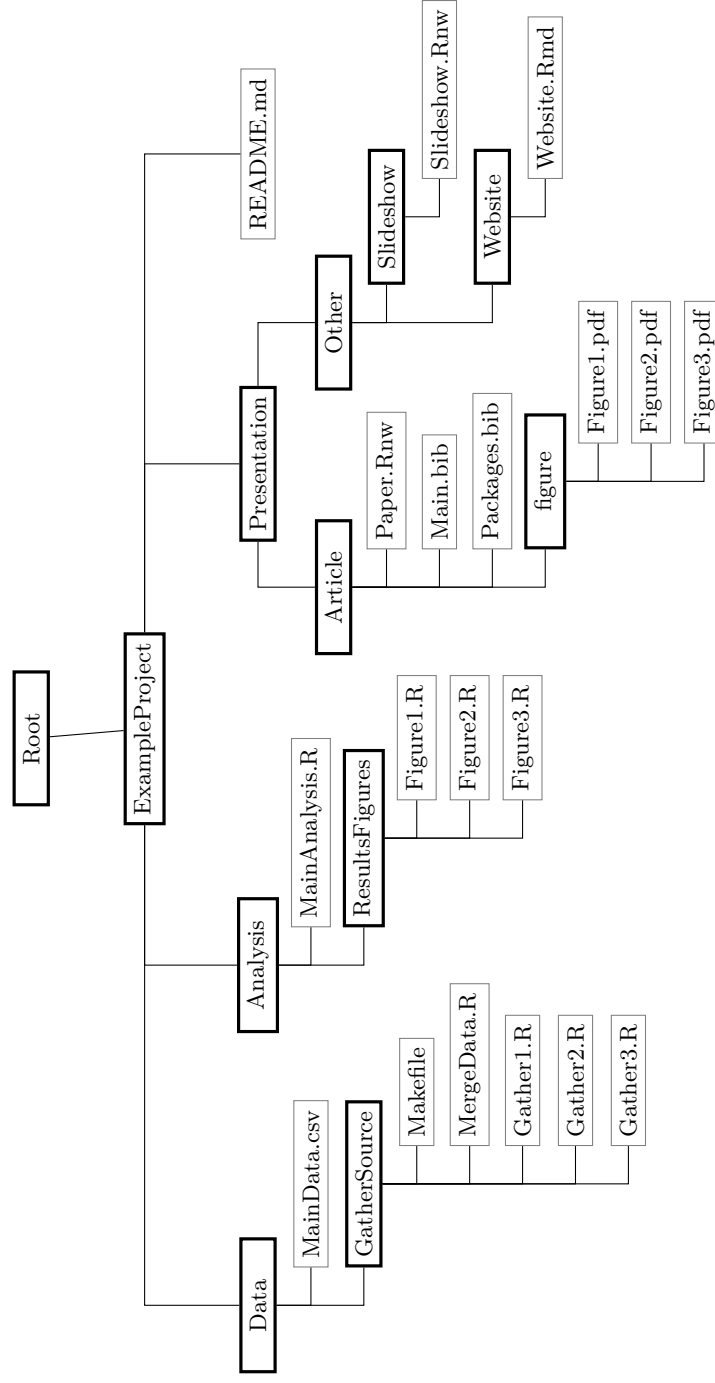 Root
ExampleProject
Data
MainData.csv
GatherSource
Makefile
MergeData.R
Gather1.R
Gather2.R
Gather3.R
Analysis
MainAnalysis.R
ResultsFigures
Figure1.R
Figure2.R
Figure3.R
Presentation
Article
Paper.Rnw
Main.bib
Packages.bib
figure
Figure1.pdf
Figure2.pdf
Figure3.pdf
Other
Slideshow
Slideshow.Rnw
Website
Website.Rmd
README.md